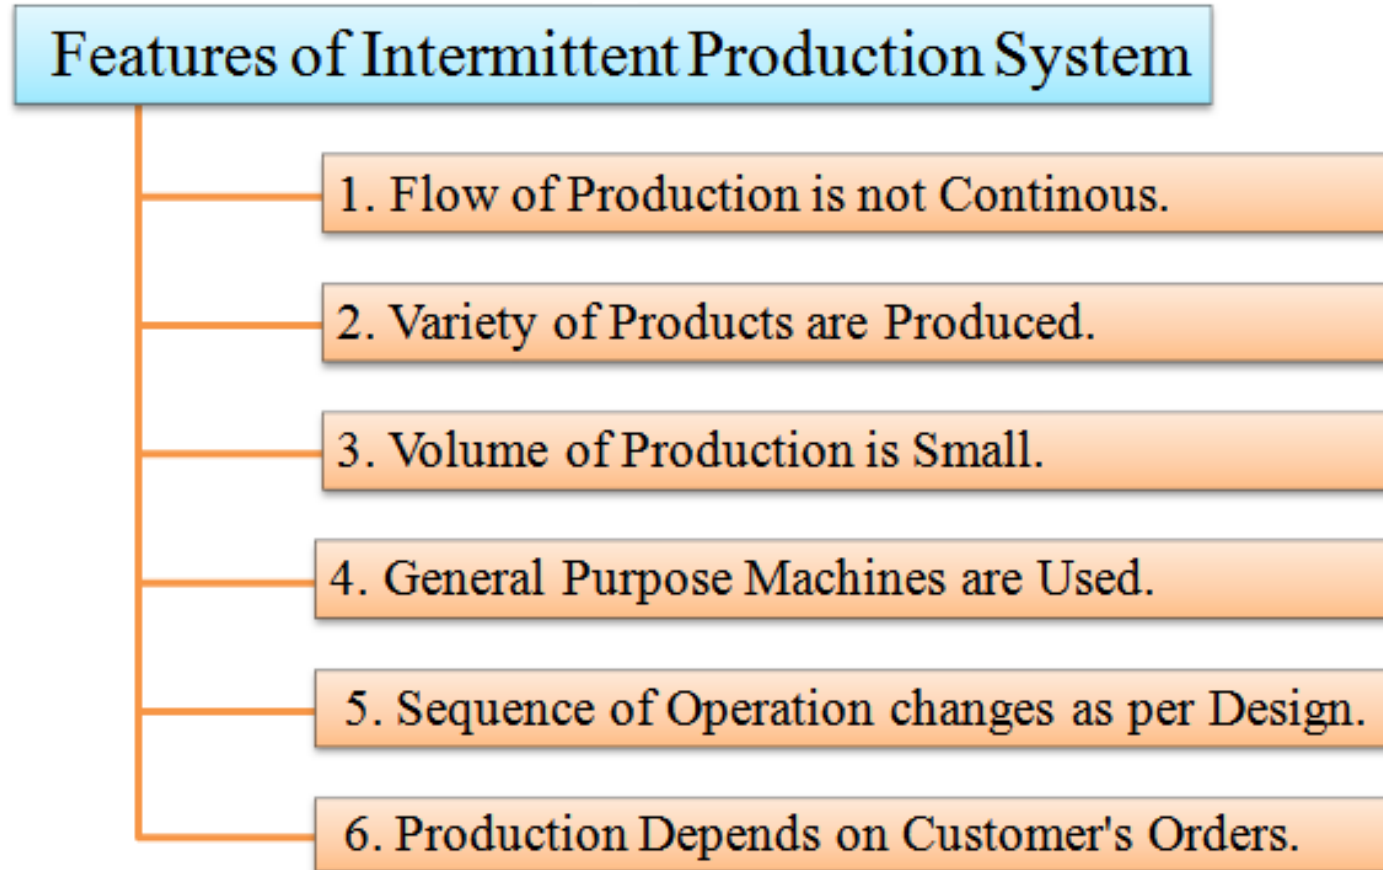 Features of Intermittent Production System
1. Flow of Production is not Continous.
2. Variety of Products are Produced.
3. Volume of Production is Small.
4. General Purpose Machines are Used.
5. Sequence of Operation changes as per Design.
6. Production Depends on Customer's Orders.